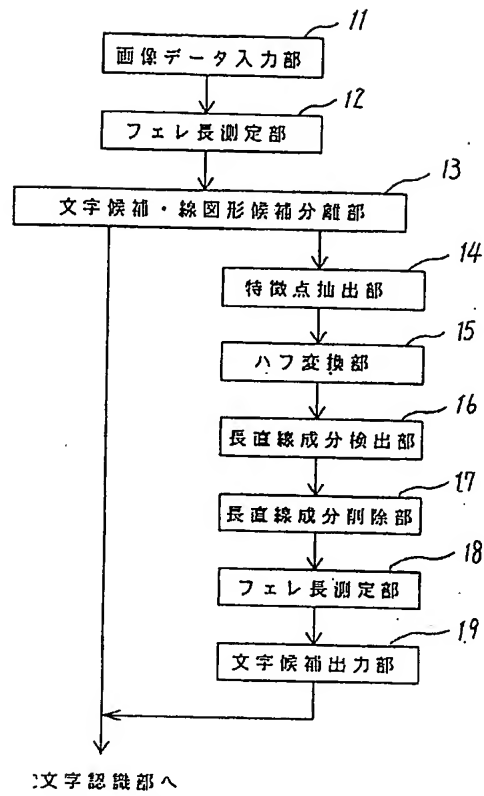 11
画像データ入力部
12
フェレ長測定部
13
文字候補・線図形候補分離部
14
特徴点抽出部
15
ハフ変換部
16
長直線成分検出部
17
長直線成分削除部
18
フェレ長測定部
19
文字候補出力部
文字認識部へ